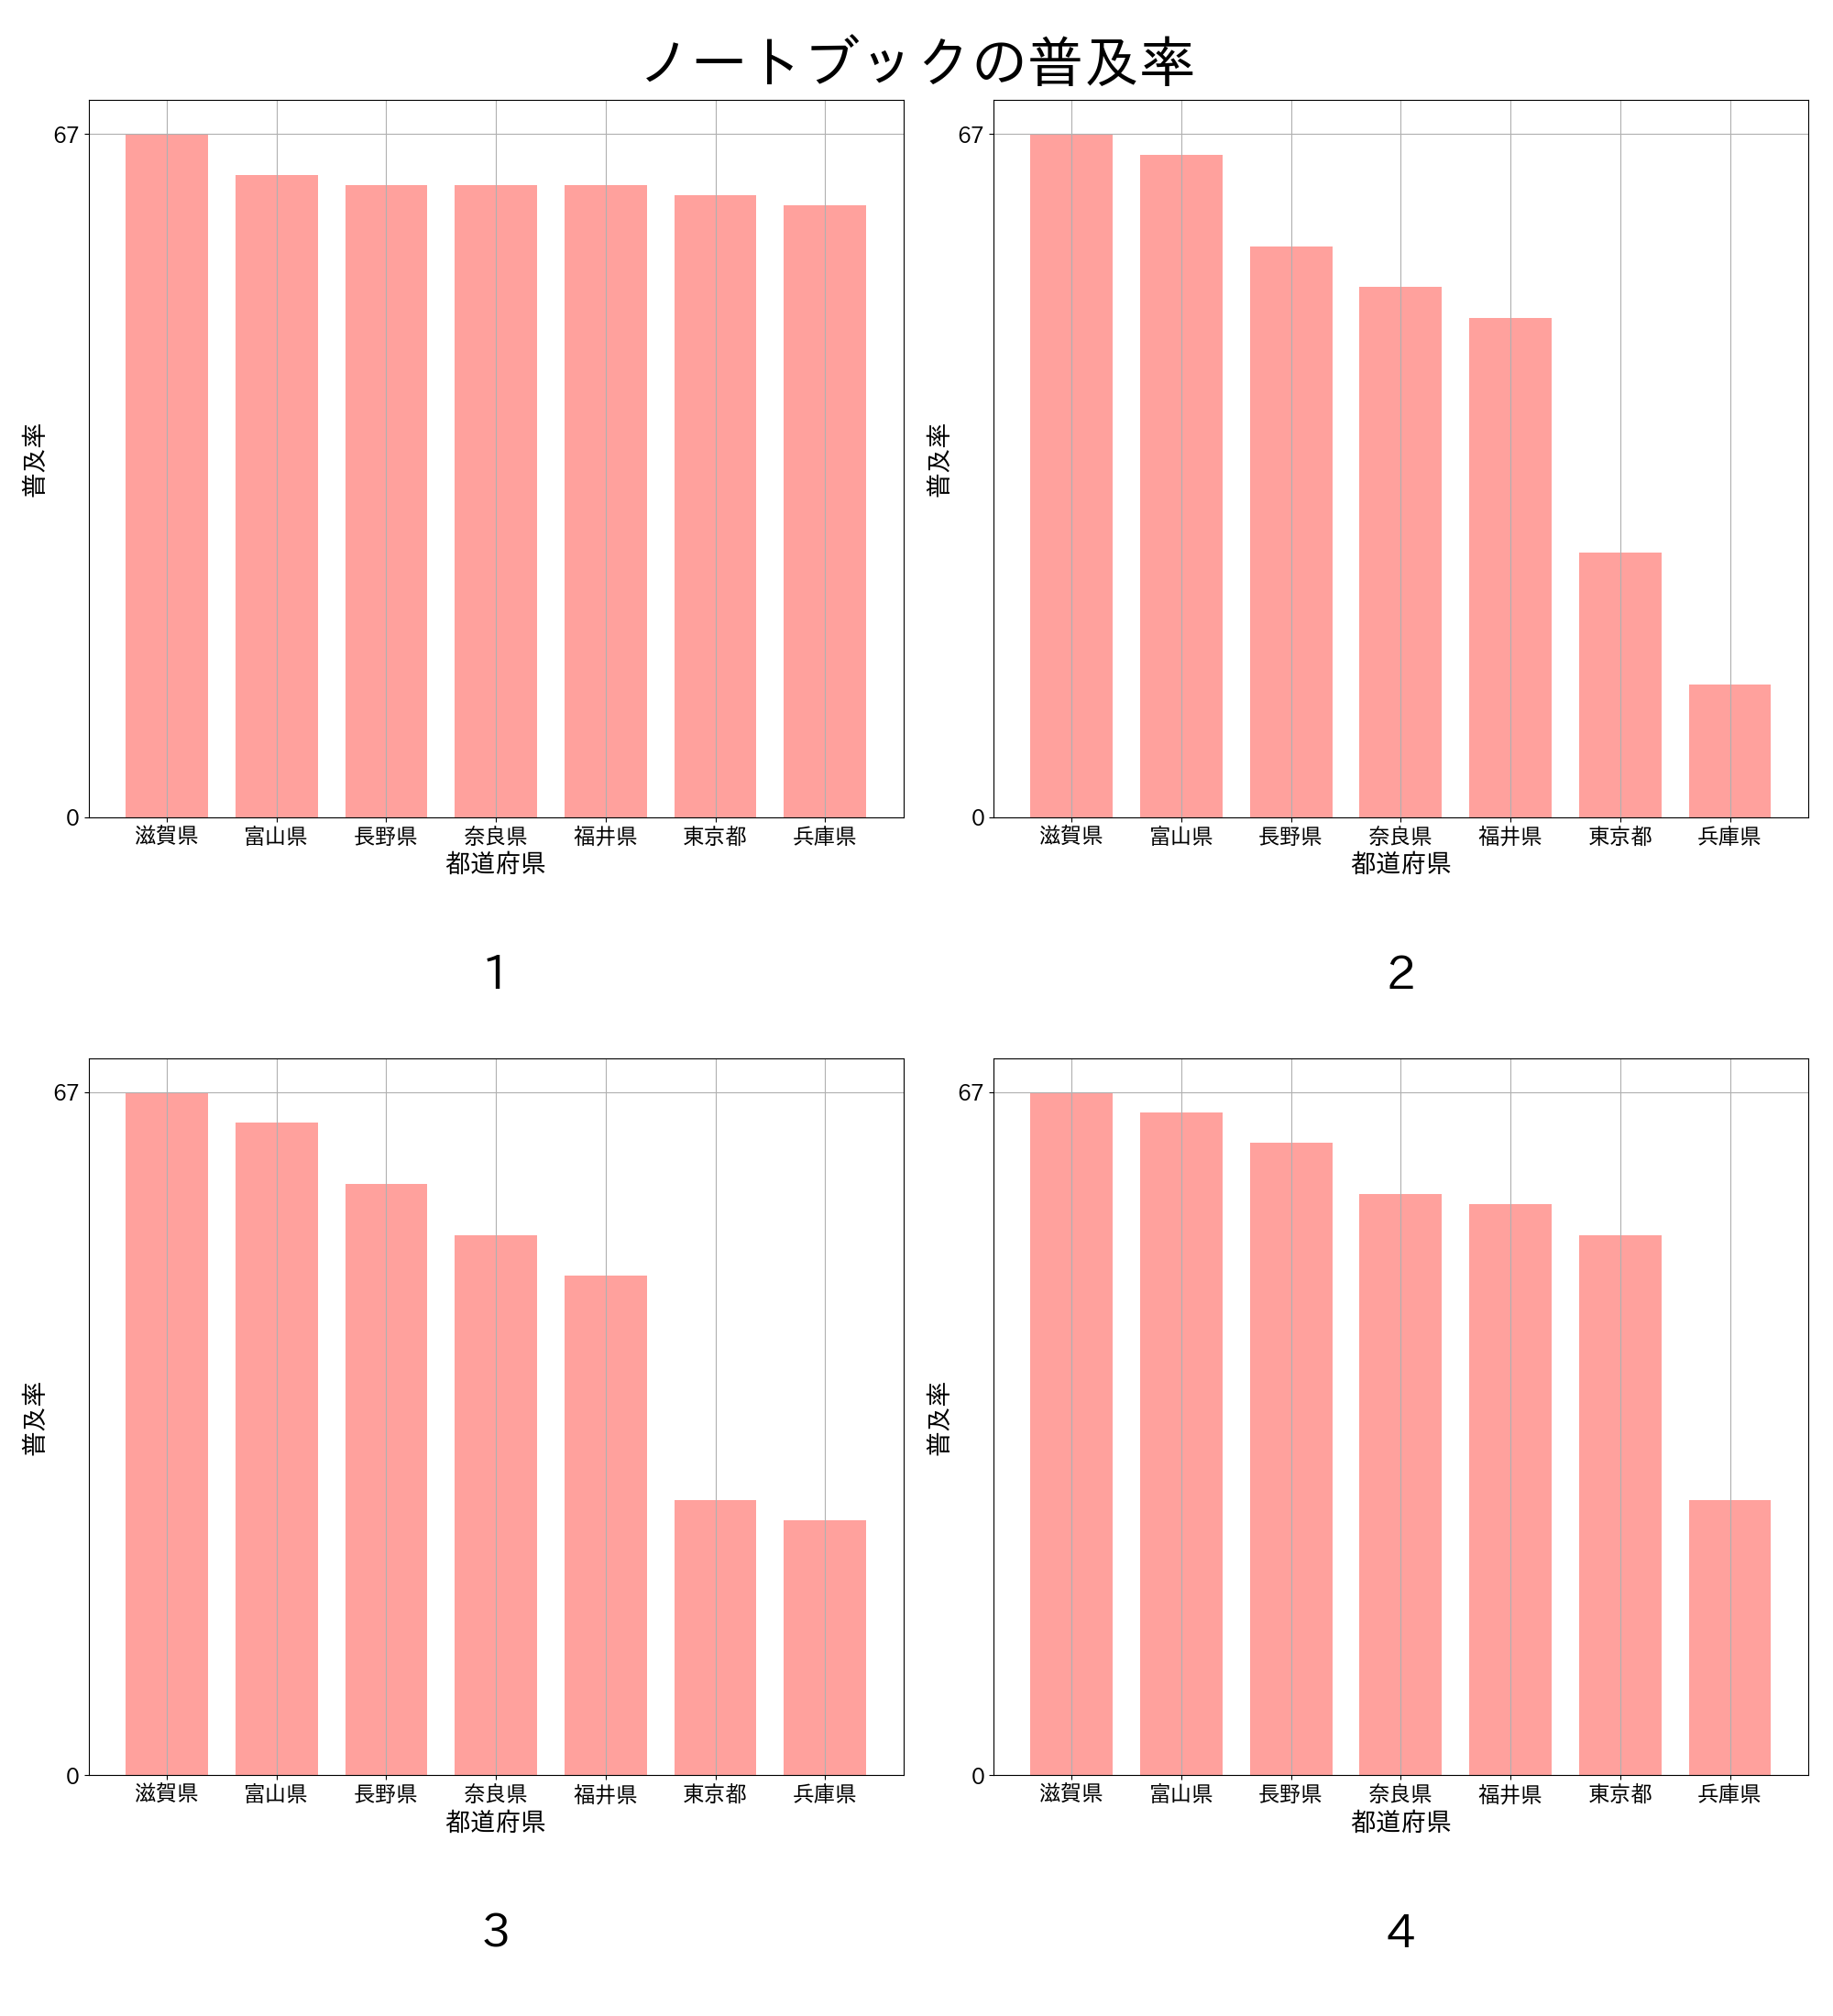 ノートブックの普及率
67
0
普及率
滋賀県 富山県 長野県 奈良県 福井県 東京都 兵庫県
都道府県
1
67
0
普及率
滋賀県 富山県 長野県 奈良県 福井県 東京都 兵庫県
都道府県
2
67
0
普及率
滋賀県 富山県 長野県 奈良県 福井県 東京都 兵庫県
都道府県
3
67
0
普及率
滋賀県 富山県 長野県 奈良県 福井県 東京都 兵庫県
都道府県
4